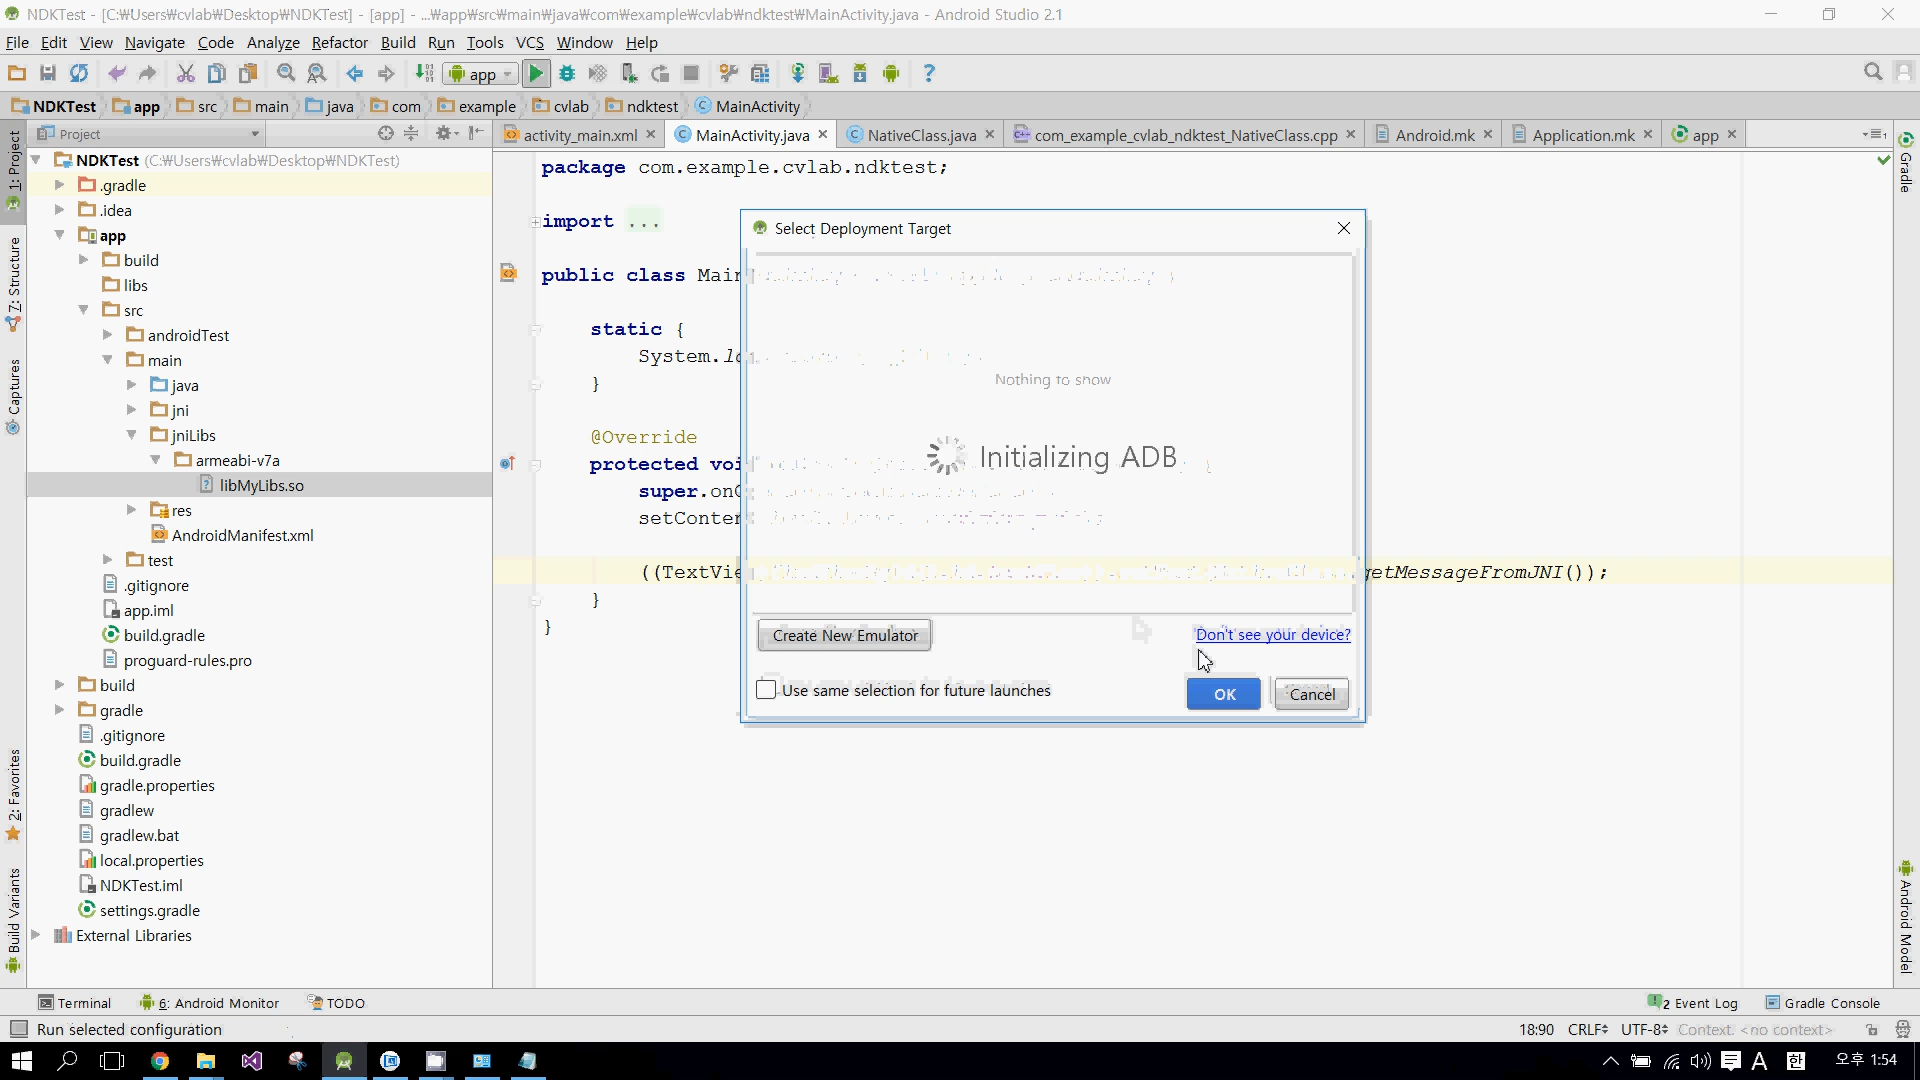 NDKTest - [C:₩Users₩cvlab₩Desktop₩NDKTest] - [app] - ...₩app₩src₩main₩java₩com₩example₩cvlab₩ndktest₩MainActivity.java - Android Studio 2.1
File Edit View Navigate Code Analyze Refactor Build Run Tools VCS Window Help
app
NDKTest app src main java com example cvlab ndktest MainActivity
Project
activity_main.xml MainActivity.java NativeClass.java com_example_cvlab_ndktest_NativeClass.cpp Android.mk Application.mk app
1: Project
Z: Structure
Captures
2: Favorites
Build Variants
NDKTest (C:₩Users₩cvlab₩Desktop₩NDKTest)
.gradle
.idea
app
build
libs
src
androidTest
main
java
jni
jniLibs
armeabi-v7a
libMyLibs.so
res
AndroidManifest.xml
test
.gitignore
app.iml
build.gradle
proguard-rules.pro
build
gradle
.gitignore
build.gradle
gradle.properties
gradlew
gradlew.bat
local.properties
NDKTest.iml
settings.gradle
External Libraries
package com.example.cvlab.ndktest;
import ...
public class Main
static {
System.lo
}
@Override
protected voi
super.onC
setConten
((TextVie
getMessageFromJNI());
}
}
Select Deployment Target
Nothing to show
Initializing ADB
Create New Emulator
Don't see your device?
Use same selection for future launches
OK Cancel
Gradle
Android Model
Terminal 6: Android Monitor TODO 2 Event Log Gradle Console
Run selected configuration 18:90 CRLF UTF-8 Context: <no context>
A 한 오후 1:54